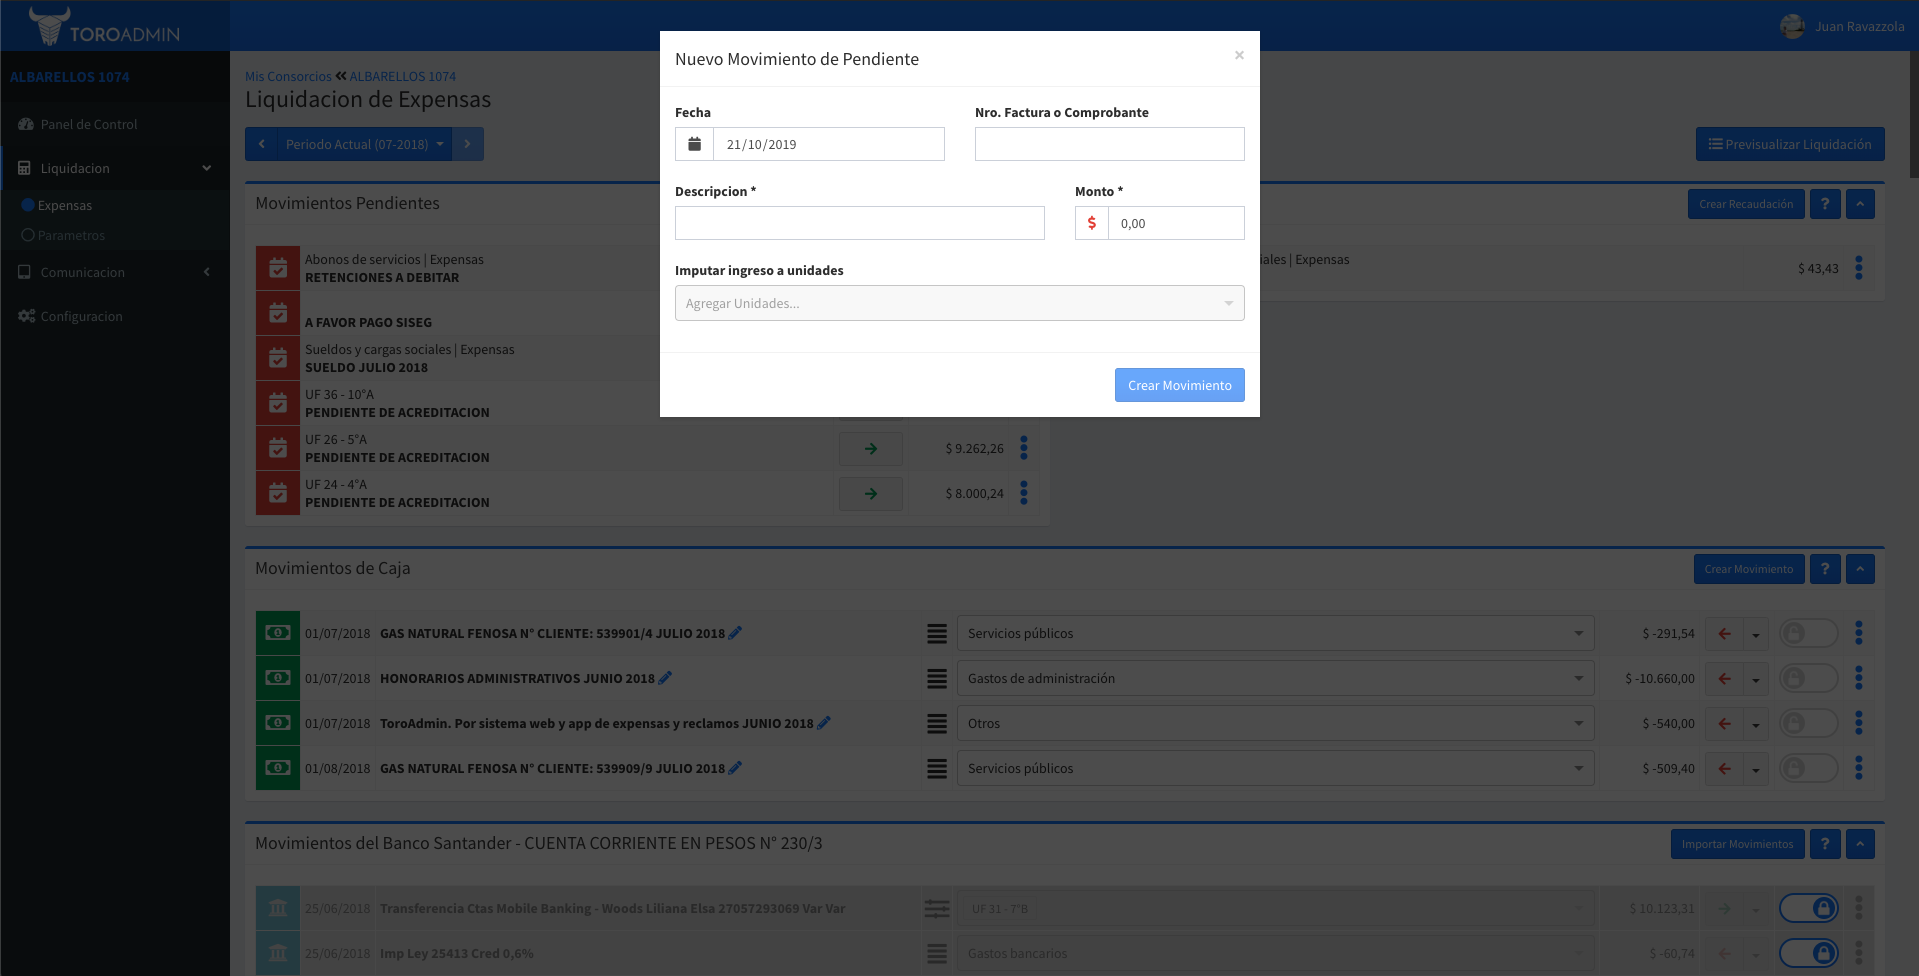 TOROADMIN
Juan Ravazzola
ALBARELLOS 1074
Panel de Control
Liquidacion
Expensas
Parametros
Comunicacion
Configuracion
Mis Consorcios ALBARELLOS 1074
Liquidacion de Expensas
Periodo Actual (07-2018)
Previsualizar Liquidación
Nuevo Movimiento de Pendiente
×
Fecha
21/10/2019
Nro. Factura o Comprobante
Descripcion *
Monto *
$ 0,00
Imputar ingreso a unidades
Agregar Unidades...
Crear Movimiento
Movimientos Pendientes
Crear Recaudación ?
Abonos de servicios | Expensas
RETENCIONES A DEBITAR
A FAVOR PAGO SISEG
Sueldos y cargas sociales | Expensas
SUELDO JULIO 2018
UF 36 - 10°A
PENDIENTE DE ACREDITACION
UF 26 - 5°A
PENDIENTE DE ACREDITACION
$ 9.262,26
UF 24 - 4°A
PENDIENTE DE ACREDITACION
$ 8.000,24
iales | Expensas
$ 43,43
Movimientos de Caja
Crear Movimiento ?
01/07/2018 GAS NATURAL FENOSA N° CLIENTE: 539901/4 JULIO 2018 Servicios públicos $ -291,54
01/07/2018 HONORARIOS ADMINISTRATIVOS JUNIO 2018 Gastos de administración $ -10.660,00
01/07/2018 ToroAdmin. Por sistema web y app de expensas y reclamos JUNIO 2018 Otros $ -540,00
01/08/2018 GAS NATURAL FENOSA N° CLIENTE: 539909/9 JULIO 2018 Servicios públicos $ -509,40
Movimientos del Banco Santander - CUENTA CORRIENTE EN PESOS N° 230/3
Importar Movimientos ?
25/06/2018 Transferencia Ctas Mobile Banking - Woods Liliana Elsa 27057293069 Var Var UF 31 - 7°B $ 10.123,31
25/06/2018 Imp Ley 25413 Cred 0,6% Gastos bancarios $ -60,74